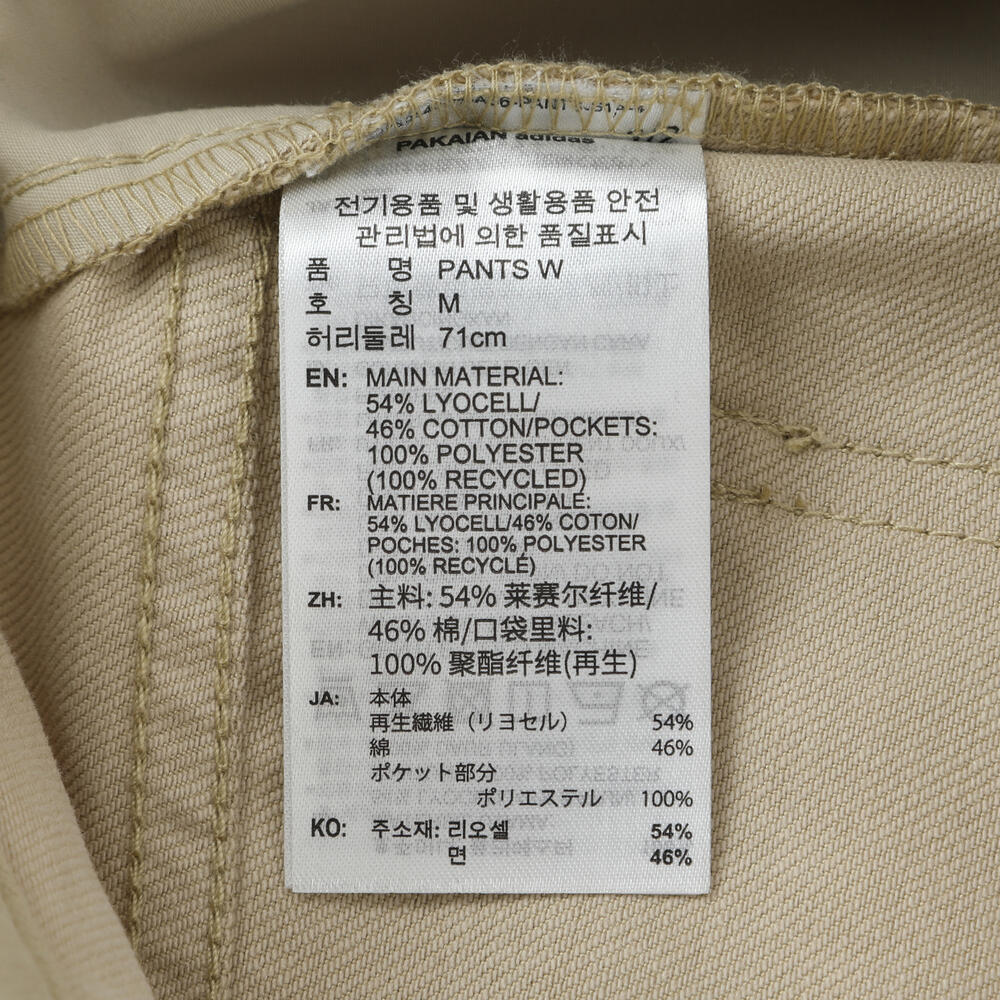 PAKAIAN adidas
전기용품 및 생활용품 안전
관리법에 의한 품질표시
품 명 PANTS W
호 칭 M
허리둘레 71cm
EN: MAIN MATERIAL:
54% LYOCELL/
46% COTTON/POCKETS:
100% POLYESTER
(100% RECYCLED)
FR: MATIERE PRINCIPALE:
54% LYOCELL/46% COTON/
POCHES: 100% POLYESTER
(100% RECYCLÉ)
ZH: 主料: 54% 莱赛尔纤维/
46% 棉/口袋里料:
100% 聚酯纤维(再生)
JA: 本体
再生繊維（リヨセル） 54%
綿 46%
ポケット部分
ポリエステル 100%
KO: 주소재: 리오셀 54%
면 46%